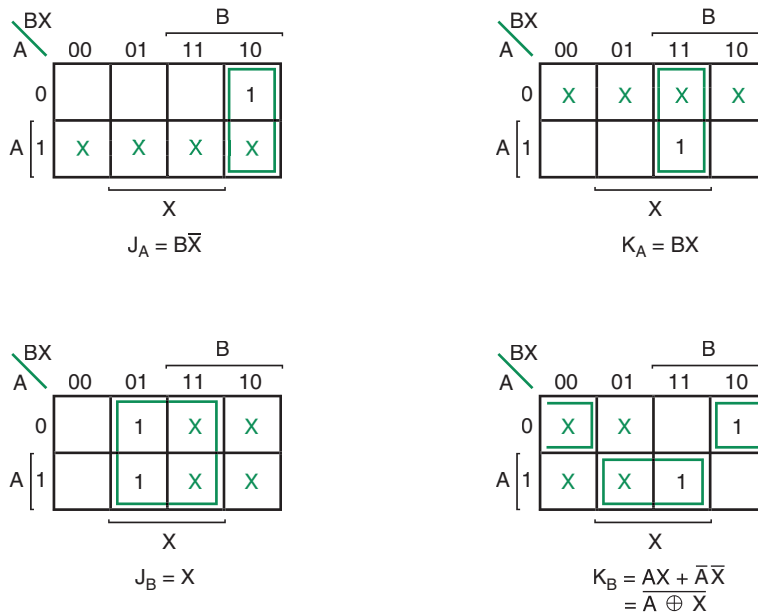 BX
B
A 00 01 11 10
0 1
A 1 X X X X
X
J_A = BX̅
BX
B
A 00 01 11 10
0 X X X X
A 1 1
X
K_A = BX
BX
B
A 00 01 11 10
0 1 X X
A 1 1 X X
X
J_B = X
BX
B
A 00 01 11 10
0 X X 1
A 1 X X 1
X
K_B = AX + A̅ X̅
= \overline{A ⊕ X}